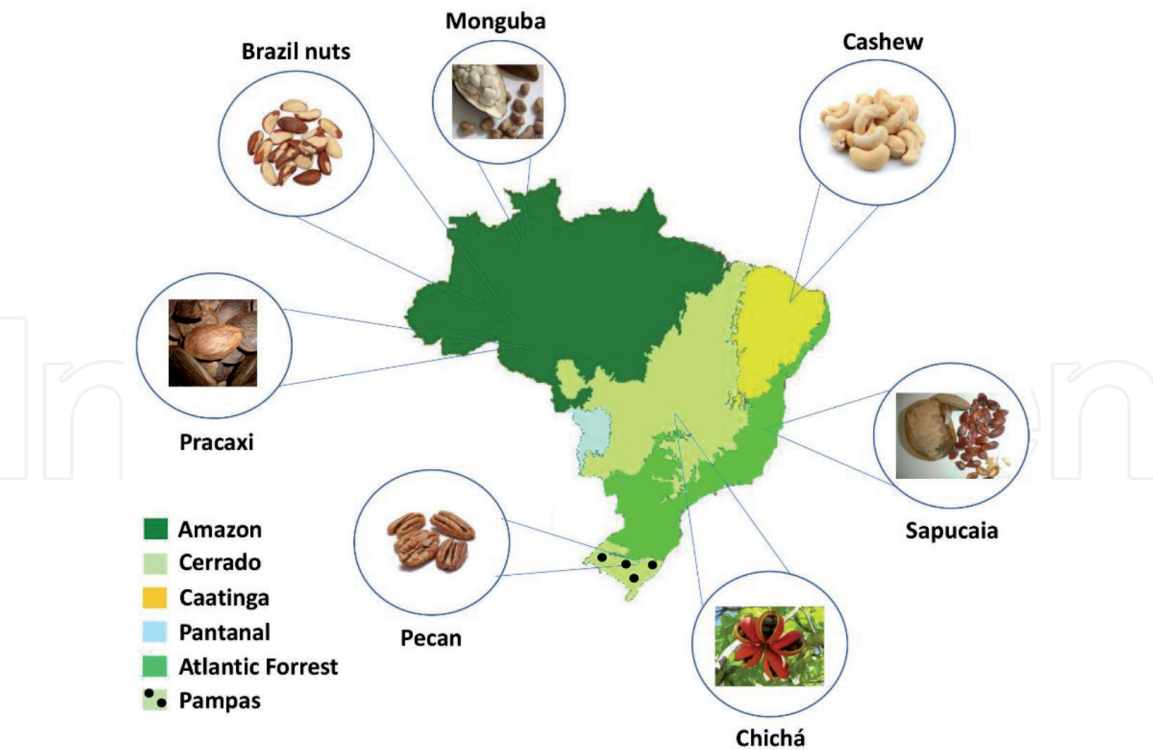 Monguba
Brazil nuts
Cashew
Pracaxi
Sapucaia
Pecan
Chichá
Amazon
Cerrado
Caatinga
Pantanal
Atlantic Forrest
Pampas